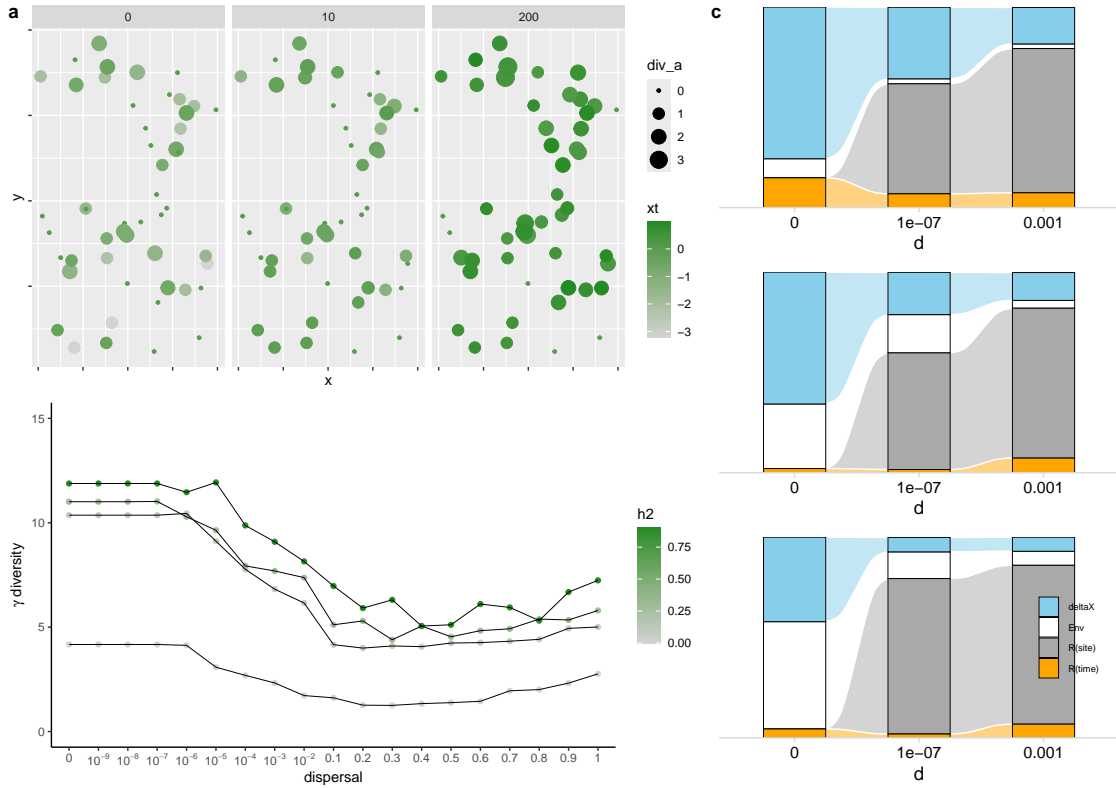 a
0 10 200
y
x
div_a
0
1
2
3
xt
0
−1
−2
−3
15
10
5
0
γ diversity
0 10⁻⁹ 10⁻⁸ 10⁻⁷ 10⁻⁶ 10⁻⁵ 10⁻⁴ 10⁻³ 10⁻² 0.1 0.2 0.3 0.4 0.5 0.6 0.7 0.8 0.9 1
dispersal
h2
0.75
0.50
0.25
0.00
c
0 1e−07 0.001
d
0 1e−07 0.001
d
deltaX
Env
R(site)
R(time)
0 1e−07 0.001
d